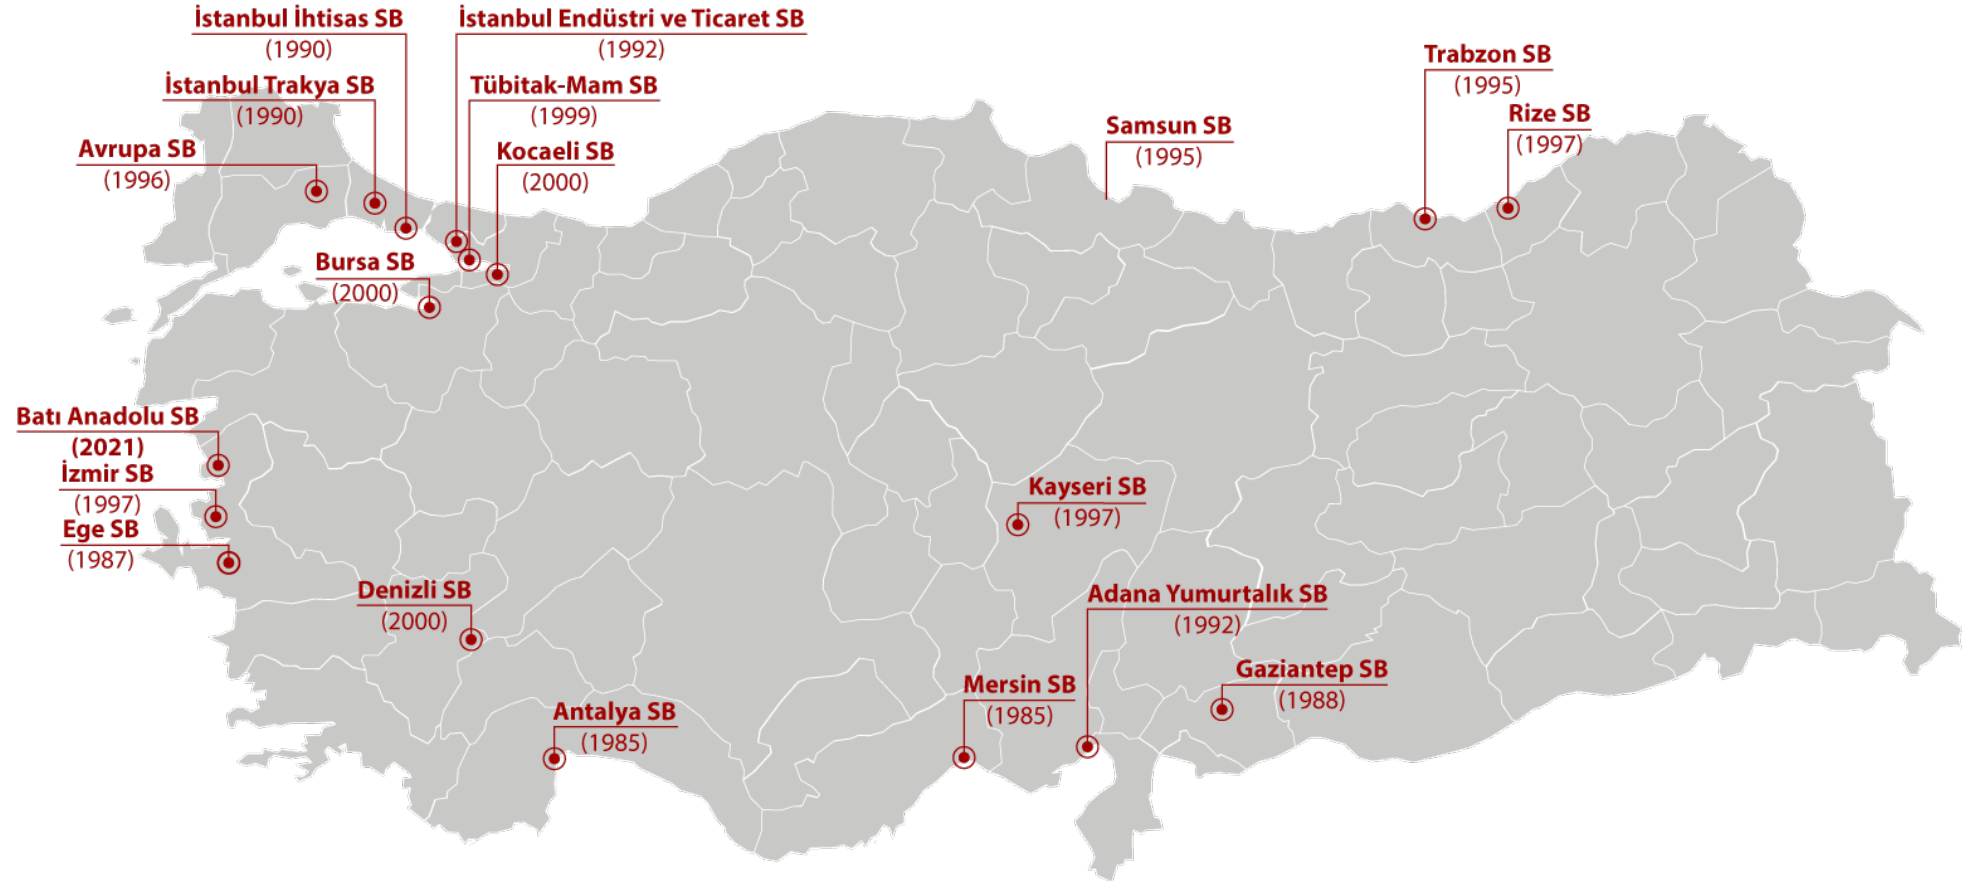 İstanbul İhtisas SB
(1990)
İstanbul Endüstri ve Ticaret SB
(1992)
İstanbul Trakya SB
(1990)
Tübitak-Mam SB
(1999)
Avrupa SB
(1996)
Kocaeli SB
(2000)
Bursa SB
(2000)
Samsun SB
(1995)
Trabzon SB
(1995)
Rize SB
(1997)
Batı Anadolu SB
(2021)
İzmir SB
(1997)
Ege SB
(1987)
Denizli SB
(2000)
Antalya SB
(1985)
Kayseri SB
(1997)
Adana Yumurtalık SB
(1992)
Mersin SB
(1985)
Gaziantep SB
(1988)